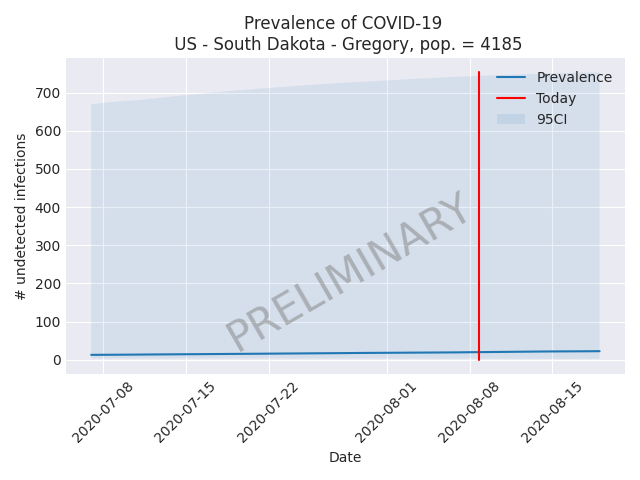 Prevalence of COVID-19
US - South Dakota - Gregory, pop. = 4185
Prevalence
Today
95CI
700
600
500
400
300
200
100
0
# undetected infections
PRELIMINARY
2020-07-08
2020-07-15
2020-07-22
2020-08-01
2020-08-08
2020-08-15
Date